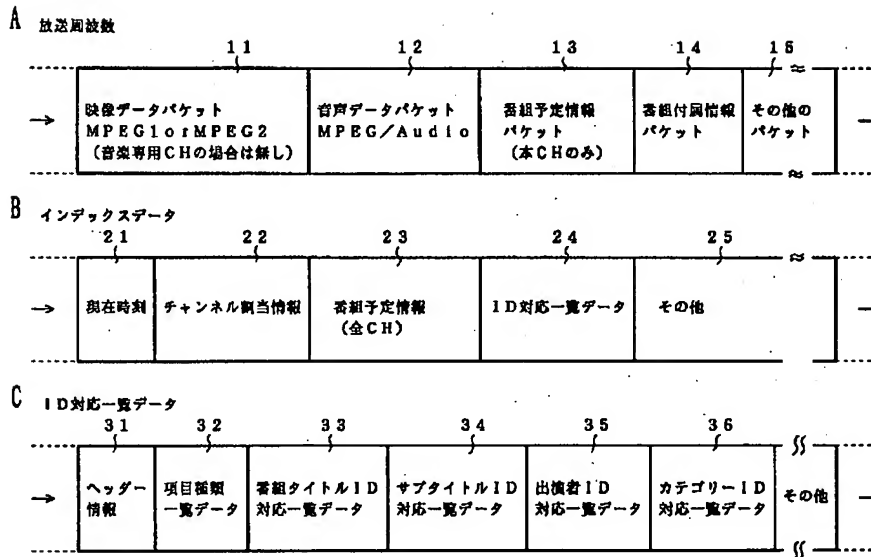 A 放送周波数
11 12 13 14 15
映像データパケット
MPEG1orMPEG2
(音楽専用CHの場合は無し)
音声データパケット
MPEG/Audio
番組予定情報
パケット
(本CHのみ)
番組付属情報
パケット
その他の
パケット
B インデックスデータ
21 22 23 24 25
現在時刻
チャンネル割当情報
番組予定情報
(全CH)
ID対応一覧データ
その他
C ID対応一覧データ
31 32 33 34 35 36
ヘッダー
情報
項目種類
一覧データ
番組タイトルID
対応一覧データ
サブタイトルID
対応一覧データ
出演者ID
対応一覧データ
カテゴリーID
対応一覧データ
その他